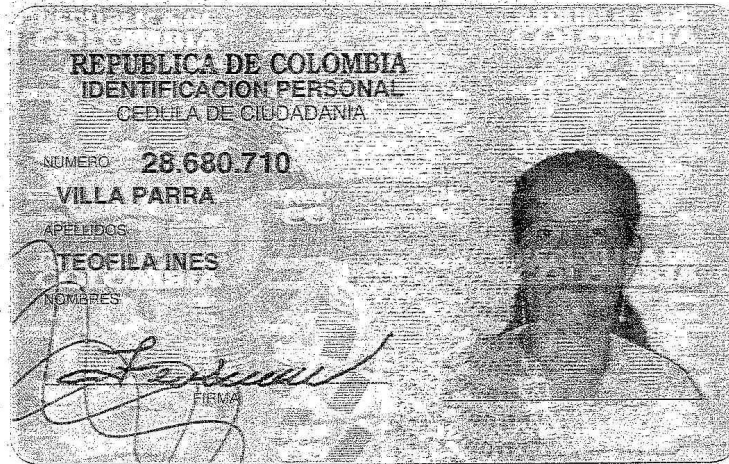 REPUBLICA DE COLOMBIA
IDENTIFICACION PERSONAL
CEDULA DE CIUDADANIA
NUMERO 28.680.710
VILLA PARRA
APELLIDOS
TEOFILA INES
NOMBRES
FIRMA